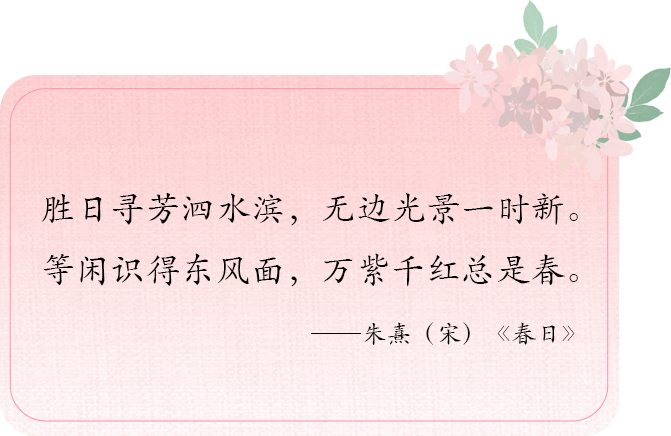 胜日寻芳泗水滨，无边光景一时新。
等闲识得东风面，万紫千红总是春。
——朱熹（宋）《春日》